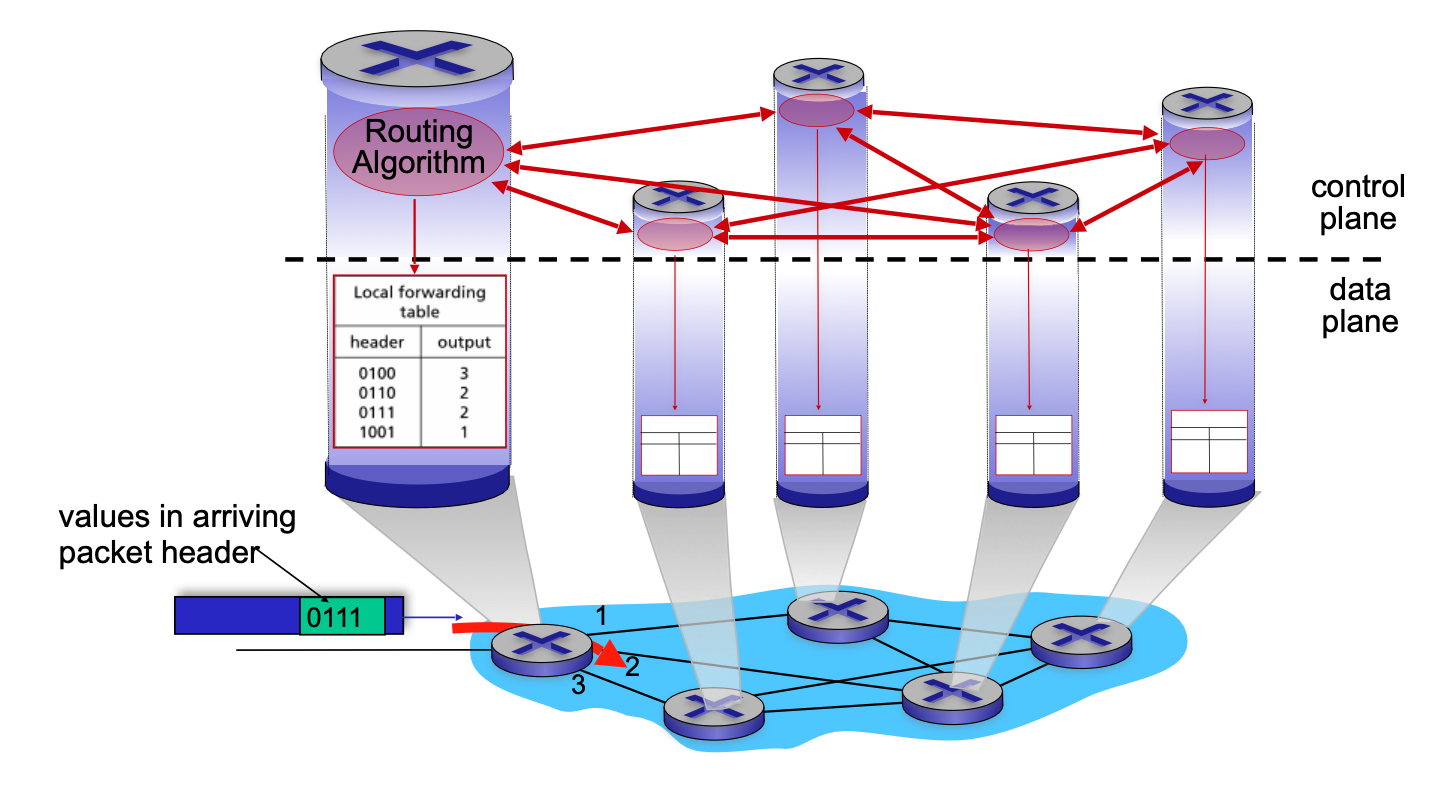 Routing
Algorithm
control
plane
data
plane
Local forwarding
table
header output
0100 3
0110 2
0111 2
1001 1
values in arriving
packet header
0111
1
2
3